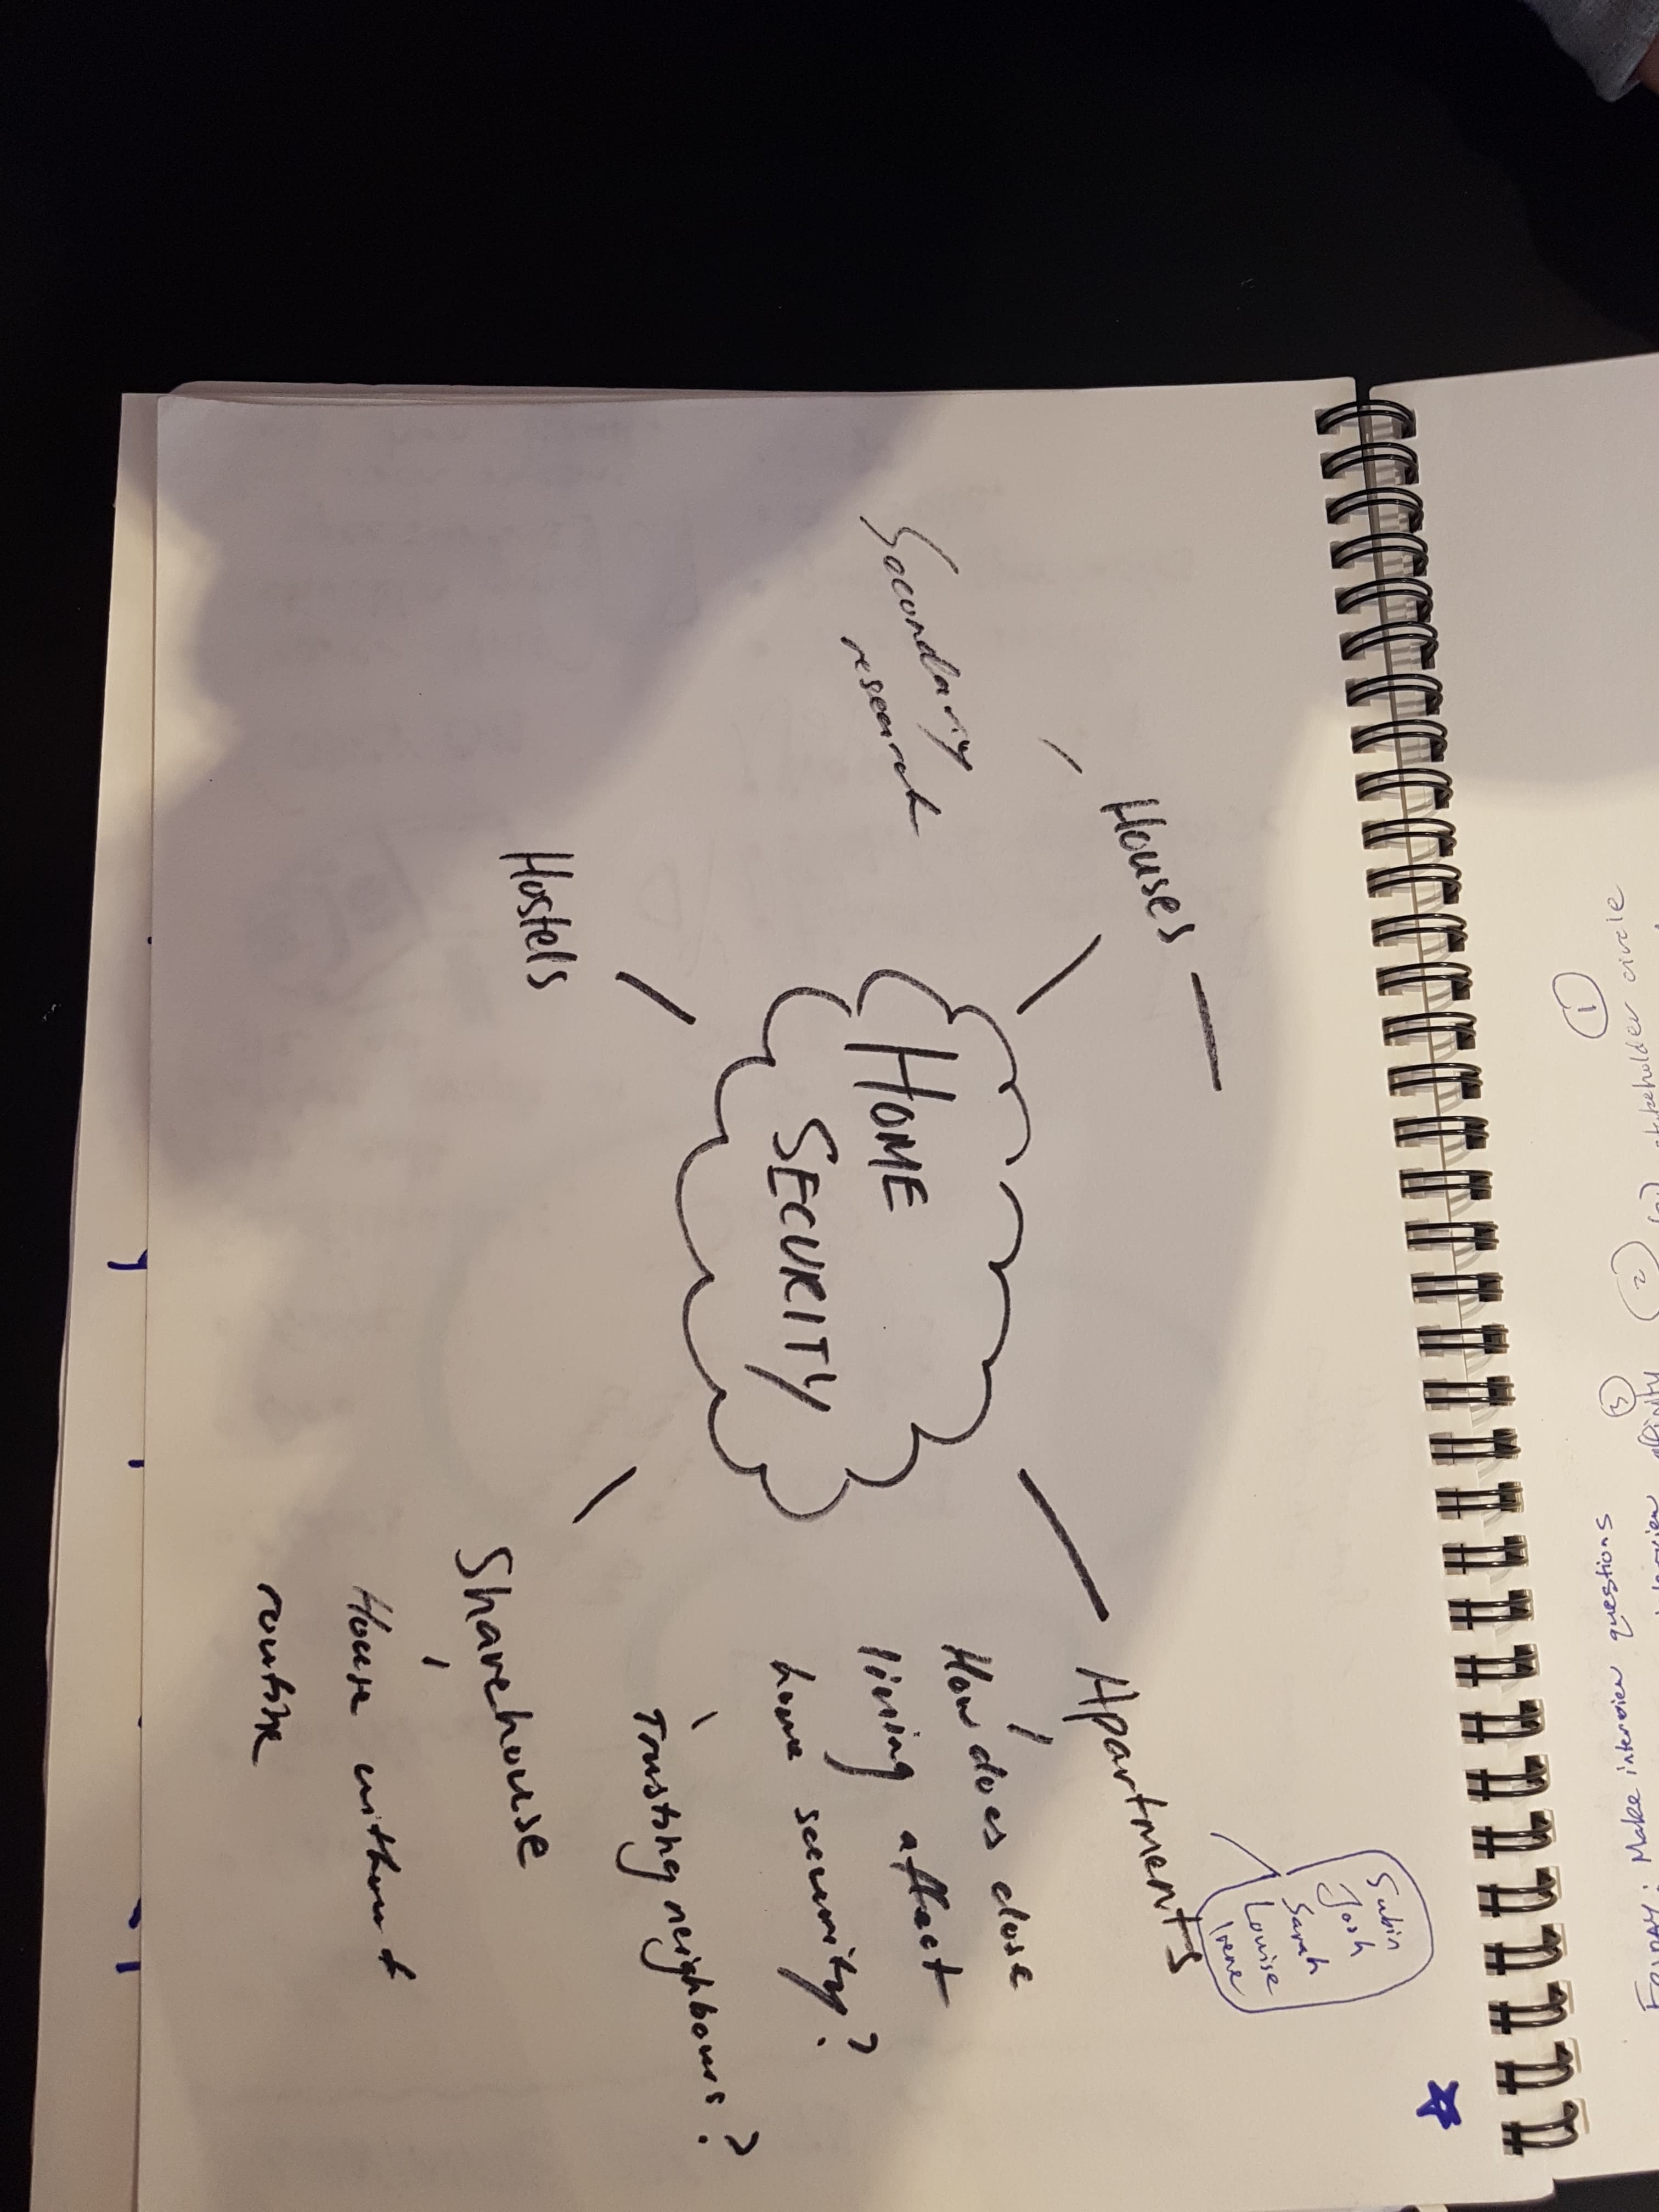 FRIDAY: Make interview questions
3
2
1
stakeholder circle
Subin
Josh
Sarah
Louise
Irene
Houses
Apartments
How does close
living affect
home security?
Trusting neighbours?
Secondary
research
HOME
SECURITY
Hostels
Sharehouse
House without
routine